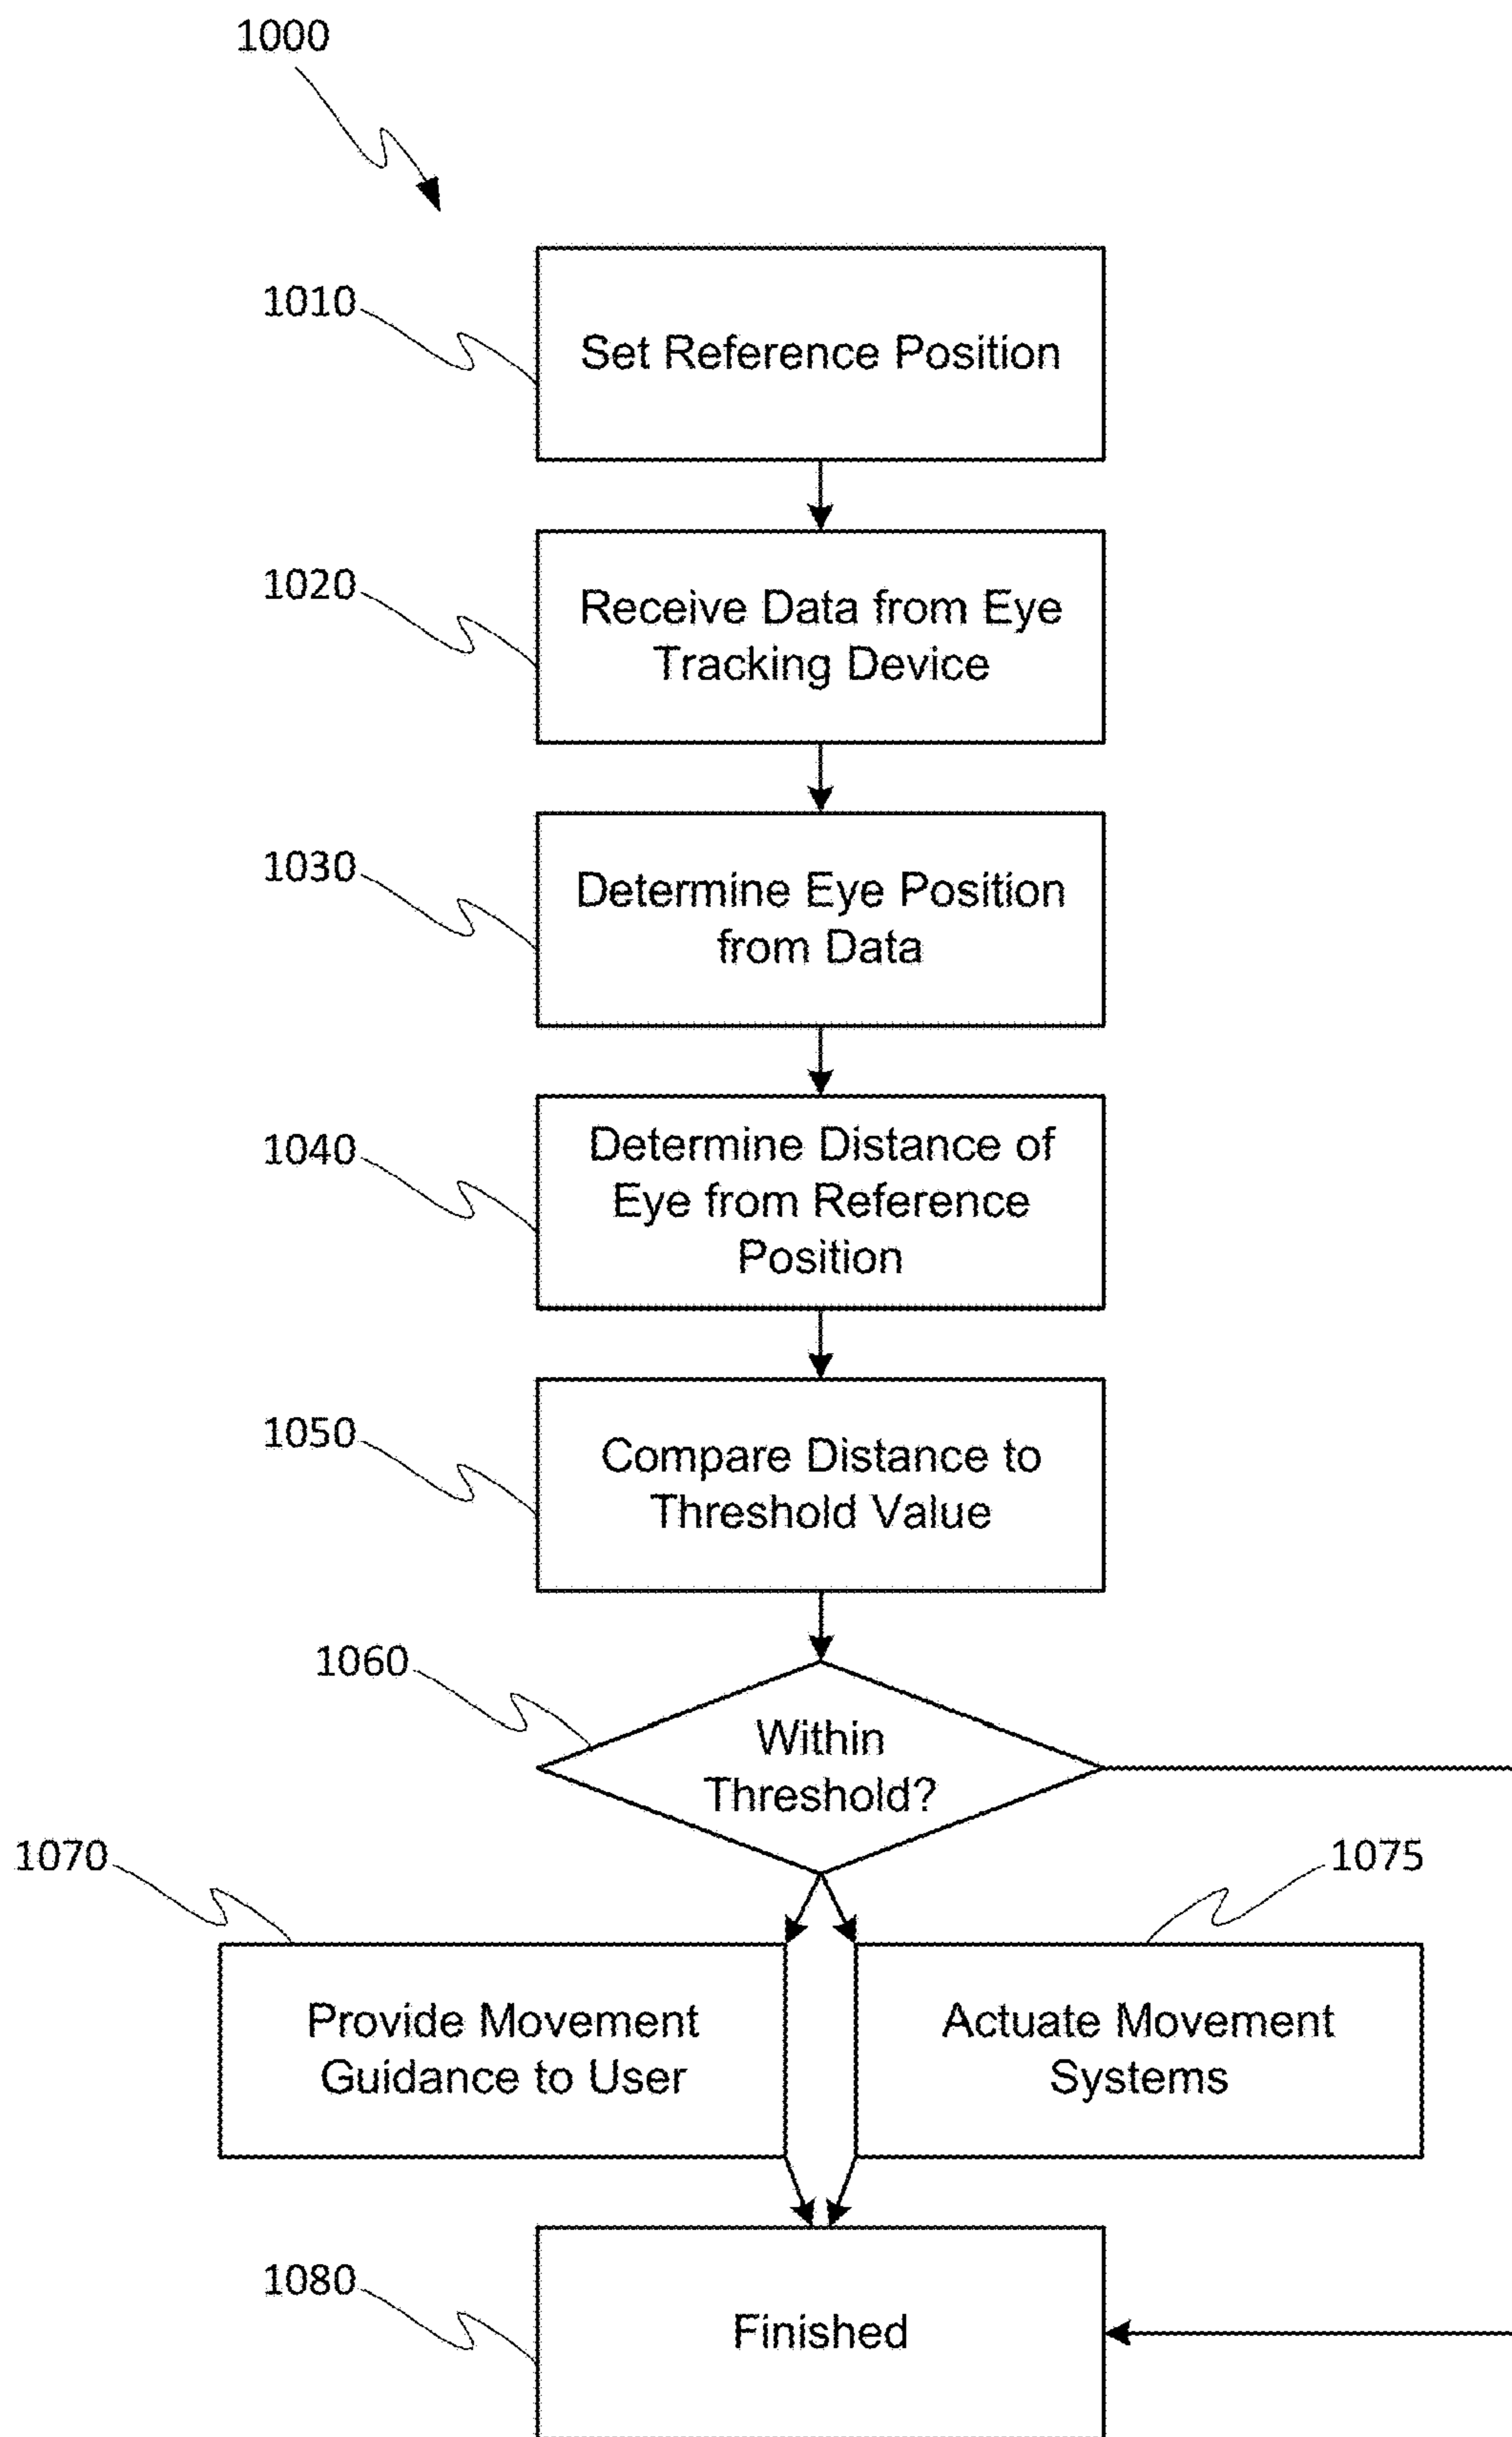 1000
1010
Set Reference Position
1020
Receive Data from Eye
Tracking Device
1030
Determine Eye Position
from Data
1040
Determine Distance of
Eye from Reference
Position
1050
Compare Distance to
Threshold Value
1060
Within
Threshold?
1070
1075
Provide Movement
Guidance to User
Actuate Movement
Systems
1080
Finished